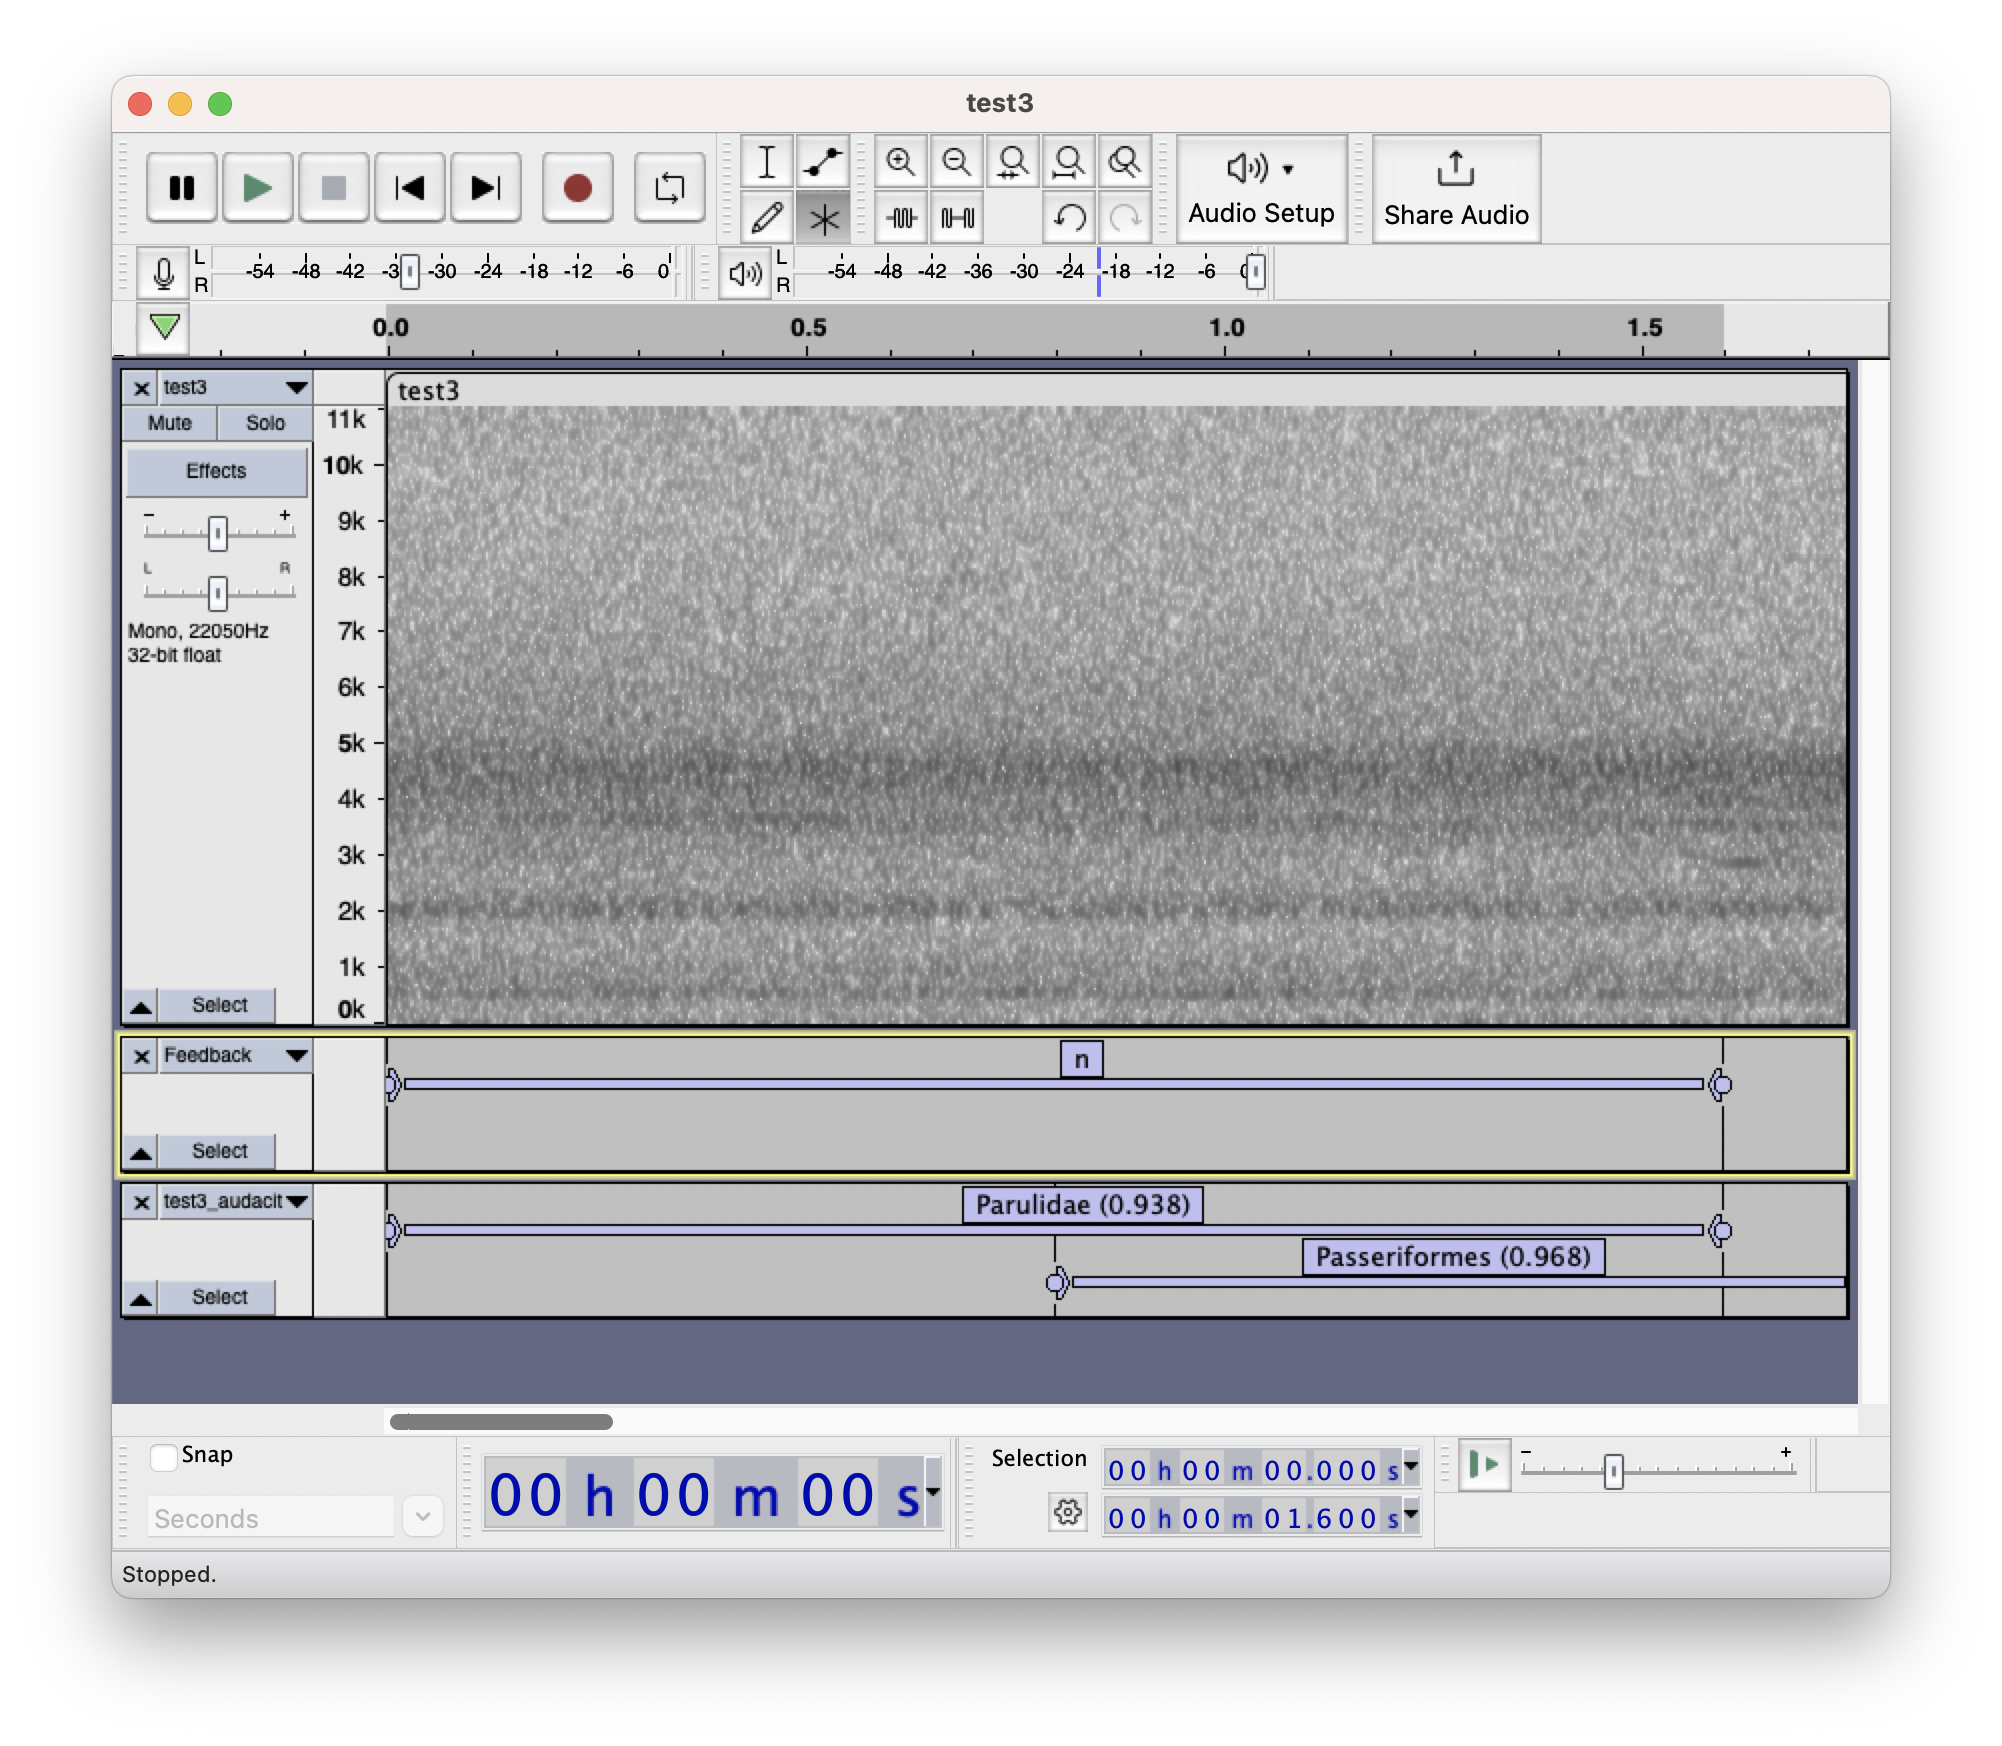 test3
Audio Setup
Share Audio
L
R
-54 -48 -42 -3 -30 -24 -18 -12 -6 0
L
R
-54 -48 -42 -36 -30 -24 -18 -12 -6
0.0 0.5 1.0 1.5
test3
test3
Mute Solo
Effects
- +
L R
Mono, 22050Hz
32-bit float
Select
11k
10k
9k
8k
7k
6k
5k
4k
3k
2k
1k
0k
Feedback
n
Select
test3_audacit
Parulidae (0.938)
Passeriformes (0.968)
Select
Snap
Seconds
00 h 00 m 00 s
Selection
00 h 00 m 00.000 s
00 h 00 m 01.600 s
- +
Stopped.